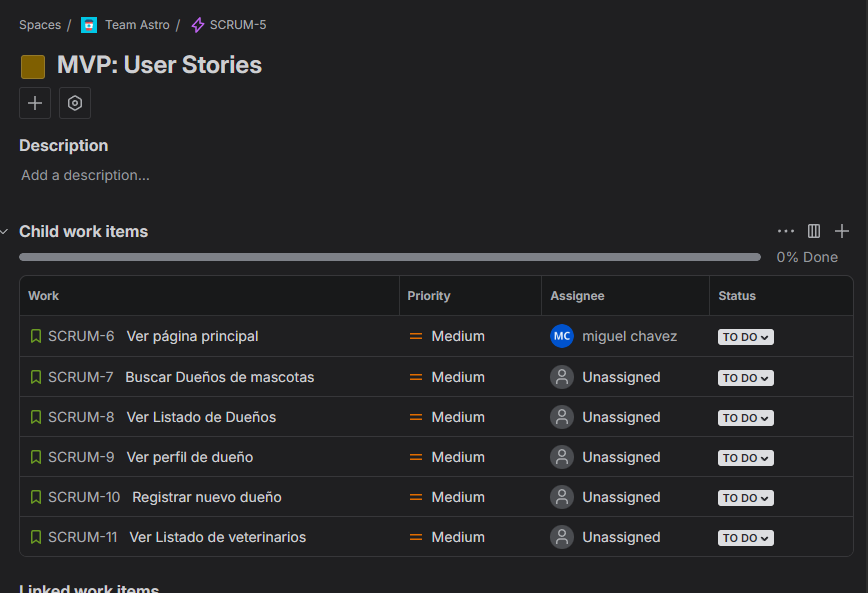 Spaces / Team Astro / SCRUM-5
MVP: User Stories
Description
Add a description...
Child work items
0% Done
Work Priority Assignee Status
SCRUM-6 Ver página principal Medium MC miguel chavez TO DO
SCRUM-7 Buscar Dueños de mascotas Medium Unassigned TO DO
SCRUM-8 Ver Listado de Dueños Medium Unassigned TO DO
SCRUM-9 Ver perfil de dueño Medium Unassigned TO DO
SCRUM-10 Registrar nuevo dueño Medium Unassigned TO DO
SCRUM-11 Ver Listado de veterinarios Medium Unassigned TO DO
Linked work items